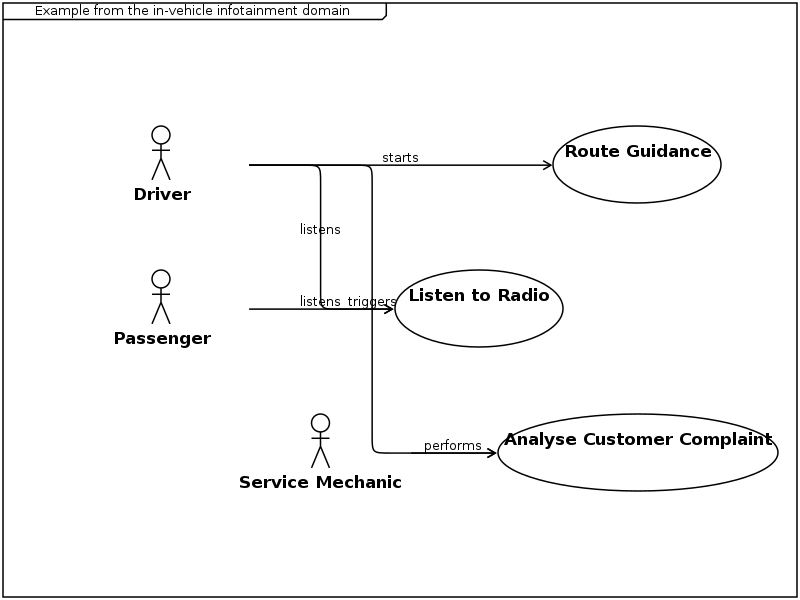 Example from the in-vehicle infotainment domain
starts
Route Guidance
Driver
listens
listens
triggers
Listen to Radio
Passenger
performs
Analyse Customer Complaint
Service Mechanic